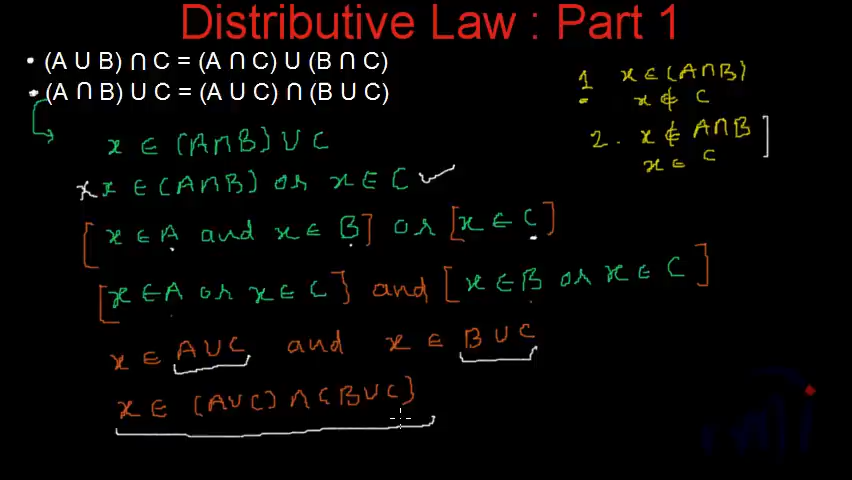 Distributive Law : Part 1
• (A U B) ∩ C = (A ∩ C) U (B ∩ C)
• (A ∩ B) U C = (A U C) ∩ (B U C)
x ∈ (A∩B) ∪ C
x x ∈ (A∩B) or x ∈ C ✓
[x ∈ A and x ∈ B] or [x ∈ C]
[x ∈ A or x ∈ C] and [x ∈ B or x ∈ C]
x ∈ A∪C and x ∈ B∪C
x ∈ (A∪C) ∩ (B∪C)
1 x ∈ (A∩B)
x ∉ C
2. x ∉ A∩B ]
x ∈ C